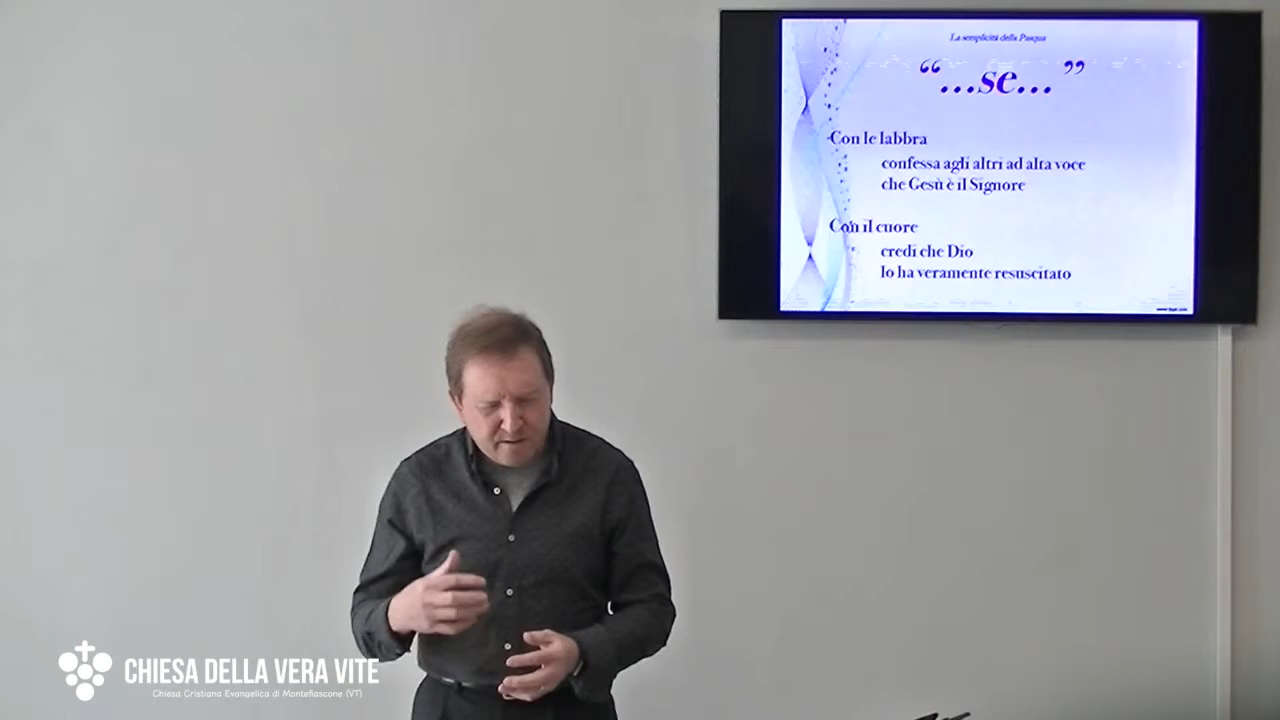 La semplicità della Pasqua
“...se...”
Con le labbra
confessa agli altri ad alta voce
che Gesù è il Signore
Con il cuore
credi che Dio
lo ha veramente resuscitato
CHIESA DELLA VERA VITE
Chiesa Cristiana Evangelica di Montefiascone (VT)